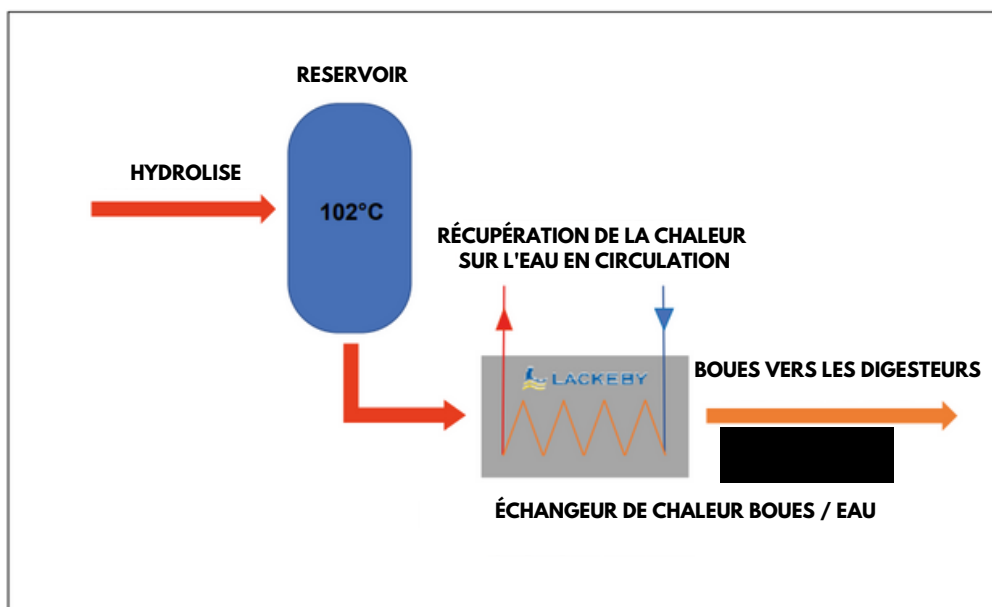 RESERVOIR
HYDROLISE
102°C
RÉCUPÉRATION DE LA CHALEUR
SUR L'EAU EN CIRCULATION
LACKEBY
BOUES VERS LES DIGESTEURS
ÉCHANGEUR DE CHALEUR BOUES / EAU